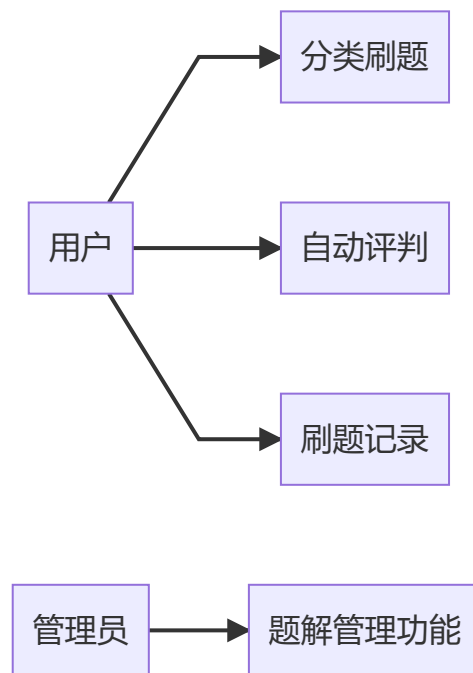 分类刷题
用户
自动评判
刷题记录
管理员
题解管理功能